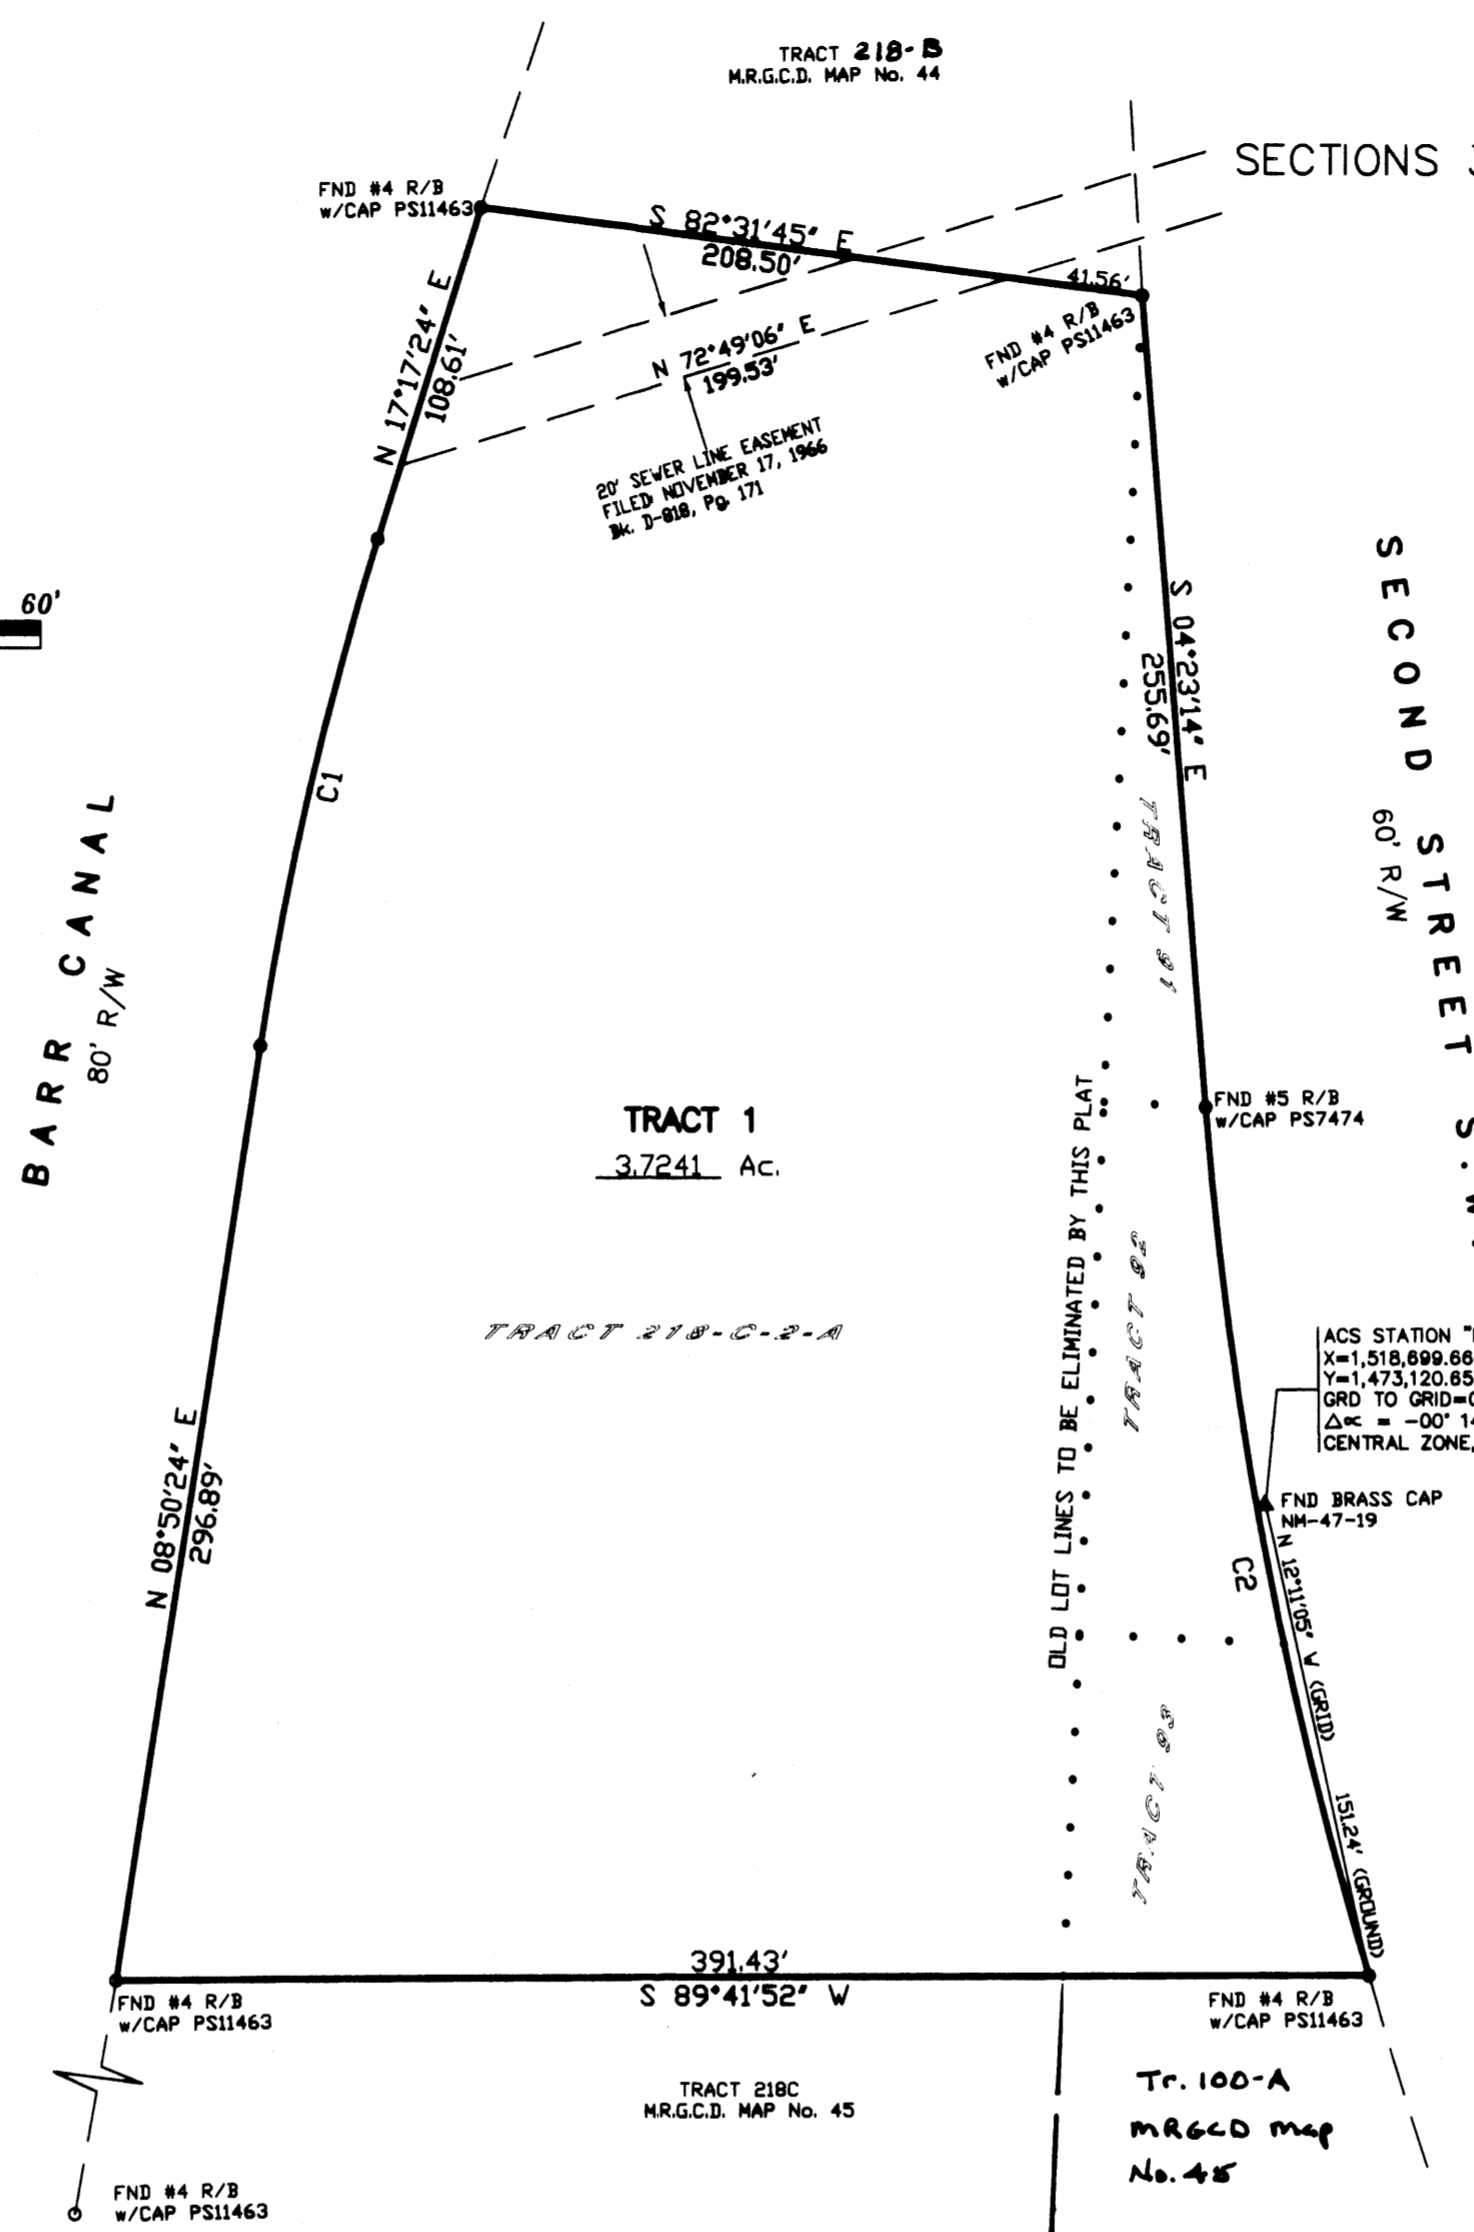 TRACT 218-B
M.R.G.C.D. MAP No. 44
SECTIONS
FND #4 R/B
w/CAP PS11463
S 82°31'45" E
208.50'
41.56'
FND #4 R/B
w/CAP PS11463
N 17°17'24" E
108.61'
N 72°49'06" E
199.53'
20' SEWER LINE EASEMENT
FILED: NOVEMBER 17, 1966
Bk. D-818, Pg. 171
60'
S 04°23'14" E
255.69'
SECOND STREET S.W.
60' R/W
C1
BARR CANAL
80' R/W
TRACT 91
TRACT 1
3.7241 Ac.
FND #5 R/B
w/CAP PS7474
OLD LOT LINES TO BE ELIMINATED BY THIS PLAT
TRACT 92
TRACT 218-C-2-A
ACS STATION
X=1,518,699.66
Y=1,473,120.65
GRD TO GRID=
Δ∝ = -00° 14
CENTRAL ZONE,
N 08°50'24" E
296.89'
FND BRASS CAP
NM-47-19
C2
N 12°11'05" W (GRID)
151.24' (GROUND)
TRACT 93
391.43'
S 89°41'52" W
FND #4 R/B
w/CAP PS11463
FND #4 R/B
w/CAP PS11463
TRACT 218C
M.R.G.C.D. MAP No. 45
Tr. 100-A
MRGCD Map
No. 45
FND #4 R/B
w/CAP PS11463